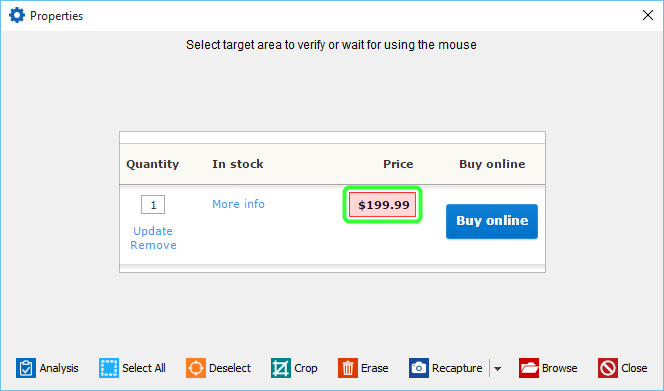 Properties
Select target area to verify or wait for using the mouse
Quantity In stock Price Buy online
1 More info $199.99 Buy online
Update
Remove
Analysis Select All Deselect Crop Erase Recapture Browse Close